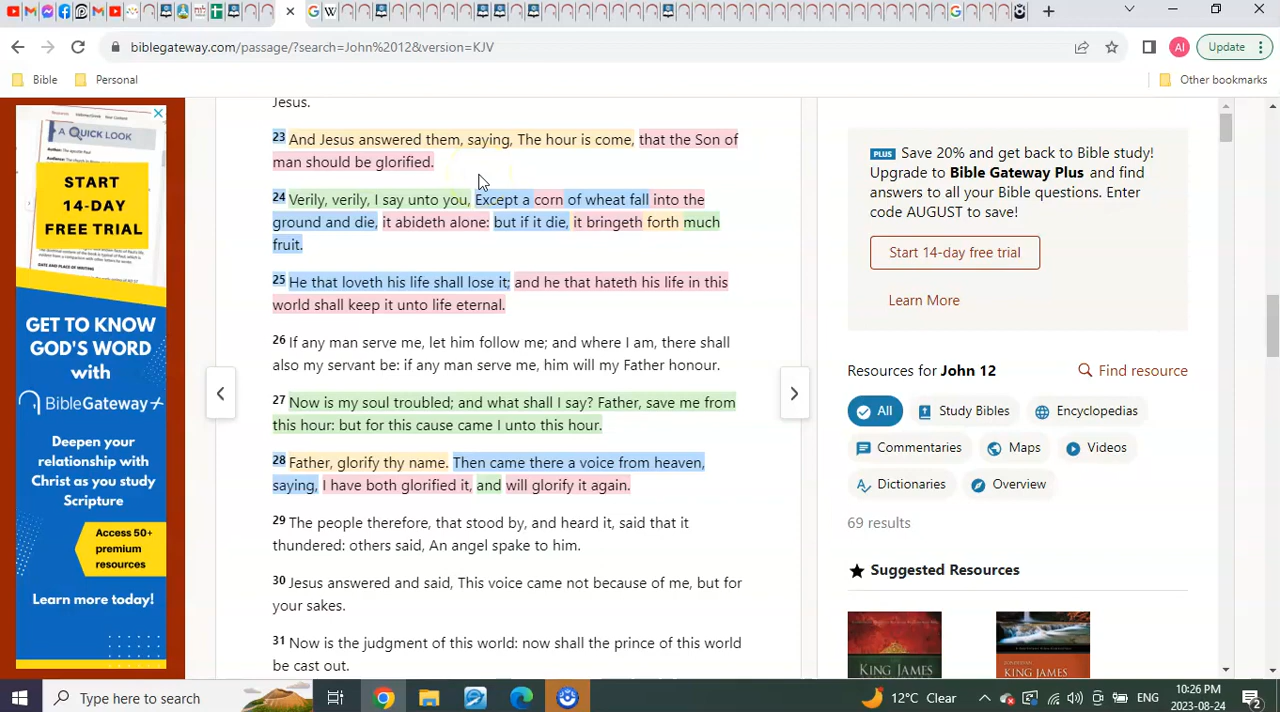 biblegateway.com/passage/?search=John%2012&version=KJV
AI
Update
Bible
Personal
Other bookmarks
A QUICK LOOK
START
14-DAY
FREE TRIAL
GET TO KNOW
GOD'S WORD
with
BibleGateway+
Deepen your
relationship with
Christ as you study
Scripture
Access 50+
premium
resources
Learn more today!
Jesus.
23 And Jesus answered them, saying, The hour is come, that the Son of
man should be glorified.
24 Verily, verily, I say unto you, Except a corn of wheat fall into the
ground and die, it abideth alone: but if it die, it bringeth forth much
fruit.
25 He that loveth his life shall lose it; and he that hateth his life in this
world shall keep it unto life eternal.
26 If any man serve me, let him follow me; and where I am, there shall
also my servant be: if any man serve me, him will my Father honour.
27 Now is my soul troubled; and what shall I say? Father, save me from
this hour: but for this cause came I unto this hour.
28 Father, glorify thy name. Then came there a voice from heaven,
saying, I have both glorified it, and will glorify it again.
29 The people therefore, that stood by, and heard it, said that it
thundered: others said, An angel spake to him.
30 Jesus answered and said, This voice came not because of me, but for
your sakes.
31 Now is the judgment of this world: now shall the prince of this world
be cast out.
PLUS Save 20% and get back to Bible study!
Upgrade to Bible Gateway Plus and find
answers to all your Bible questions. Enter
code AUGUST to save!
Start 14-day free trial
Learn More
Resources for John 12
Find resource
All
Study Bibles
Encyclopedias
Commentaries
Maps
Videos
Dictionaries
Overview
69 results
Suggested Resources
KING JAMES
KING JAMES
Type here to search
12°C Clear
ENG
10:26 PM
2023-08-24
2